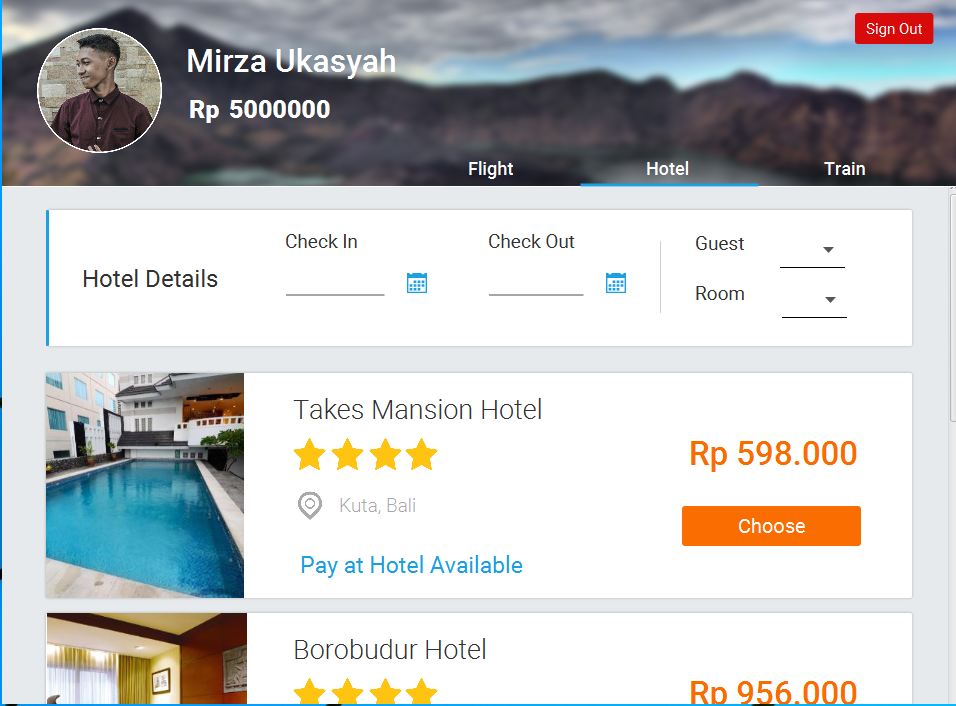 Sign Out
Mirza Ukasyah
Rp 5000000
Flight Hotel Train
Hotel Details
Check In
Check Out
Guest
Room
Takes Mansion Hotel
Kuta, Bali
Pay at Hotel Available
Rp 598.000
Choose
Borobudur Hotel
Rp 956.000